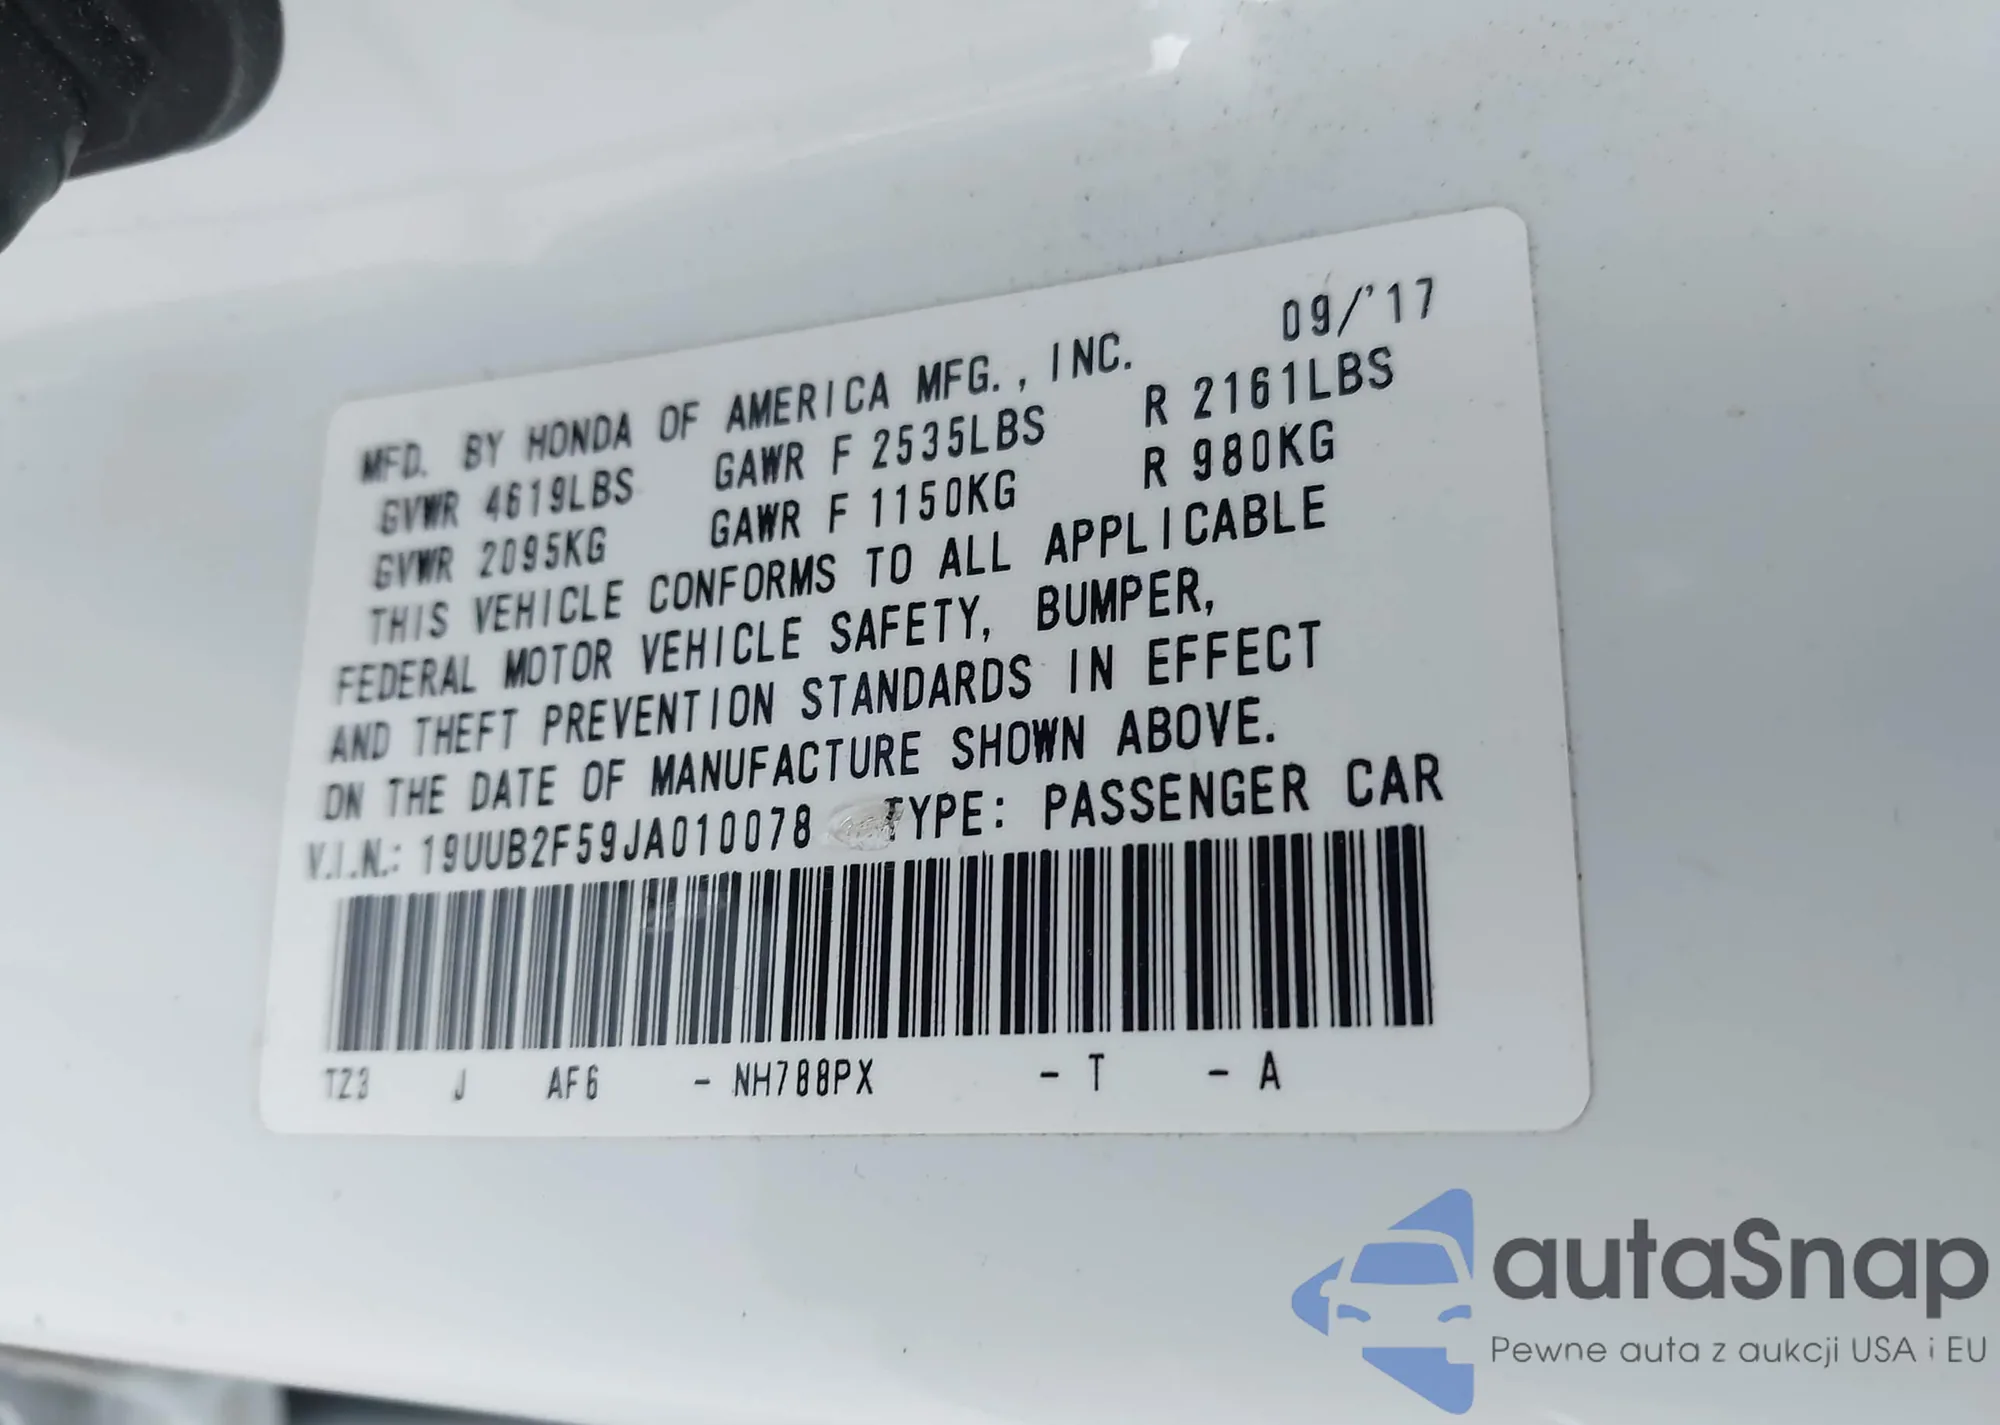 MFD. BY HONDA OF AMERICA MFG., INC. 09/'17
GVWR 4619LBS GAWR F 2535LBS R 2161LBS
GVWR 2095KG GAWR F 1150KG R 980KG
THIS VEHICLE CONFORMS TO ALL APPLICABLE
FEDERAL MOTOR VEHICLE SAFETY, BUMPER,
AND THEFT PREVENTION STANDARDS IN EFFECT
ON THE DATE OF MANUFACTURE SHOWN ABOVE.
V.I.N.: 19UUB2F59JA010078 TYPE: PASSENGER CAR
TZ3 J AF6 - NH788PX - T - A
autaSnap
Pewne auta z aukcji USA i EU